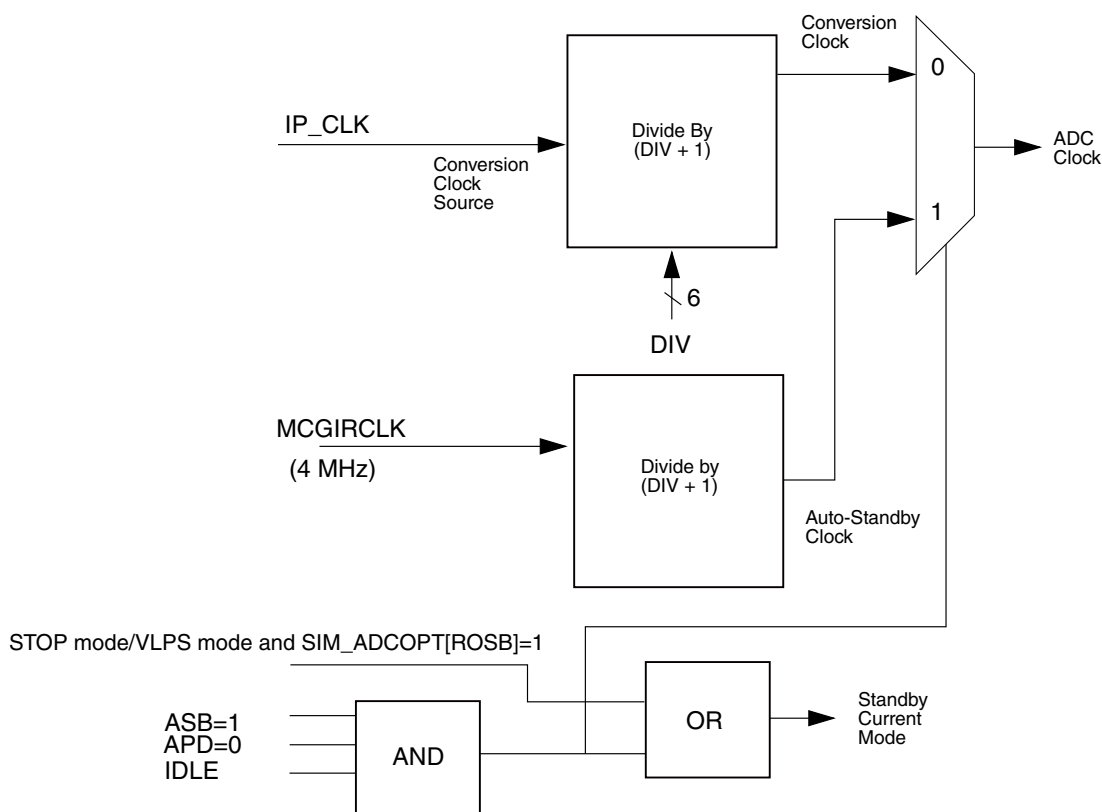 Conversion
Clock
0
IP_CLK
Divide By
(DIV + 1)
ADC
Clock
Conversion
Clock
Source
1
6
DIV
MCGIRCLK
(4 MHz)
Divide by
(DIV + 1)
Auto-Standby
Clock
STOP mode/VLPS mode and SIM_ADCOPT[ROSB]=1
ASB=1
APD=0
IDLE
AND
OR
Standby
Current
Mode